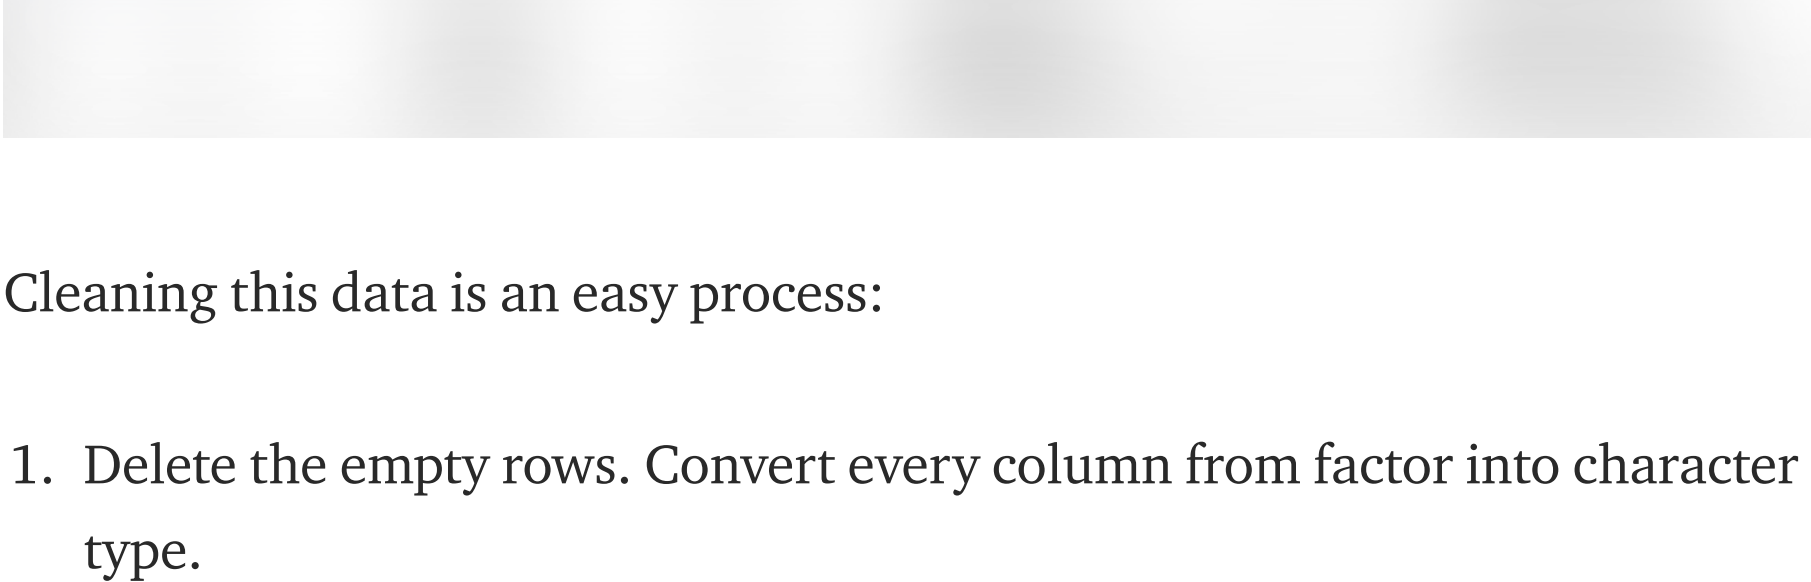 Cleaning this data is an easy process:
1. Delete the empty rows. Convert every column from factor into character
type.